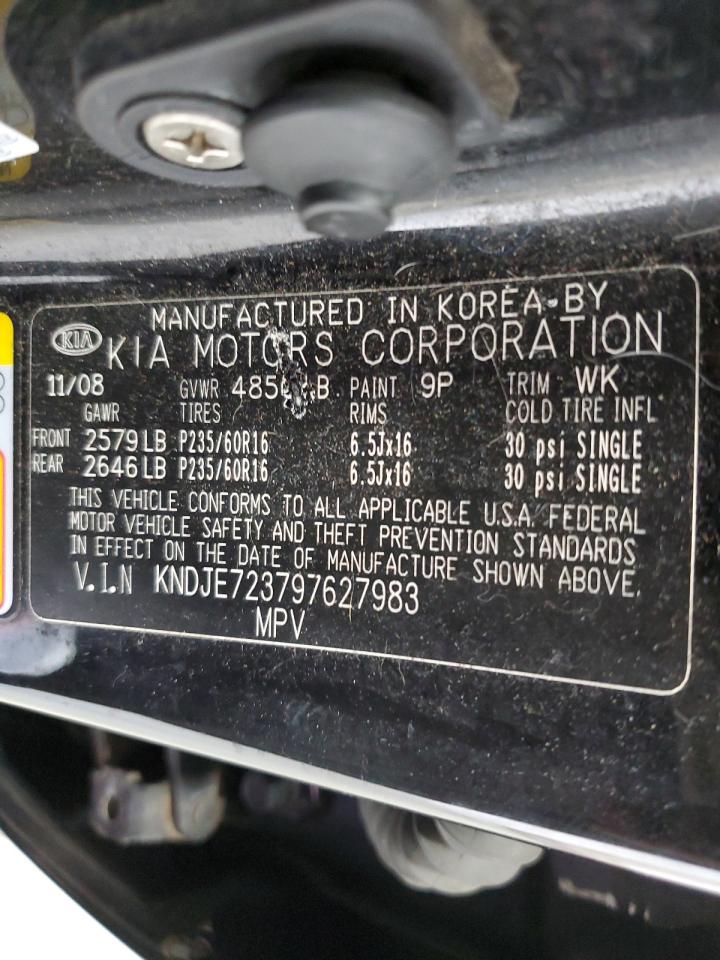 MANUFACTURED IN KOREA BY
KIA KIA MOTORS CORPORATION
11/08 GVWR PAINT 9P TRIM WK
GAWR TIRES RIMS COLD TIRE INFL
FRONT 2579 LB P235/60R16 6.5Jx16 30 psi SINGLE
REAR 2646 LB P235/60R16 6.5Jx16 30 psi SINGLE
THIS VEHICLE CONFORMS TO ALL APPLICABLE U.S.A. FEDERAL
MOTOR VEHICLE SAFETY AND THEFT PREVENTION STANDARDS
IN EFFECT ON THE DATE OF MANUFACTURE SHOWN ABOVE.
V.I.N KNDJE723797627983
MPV